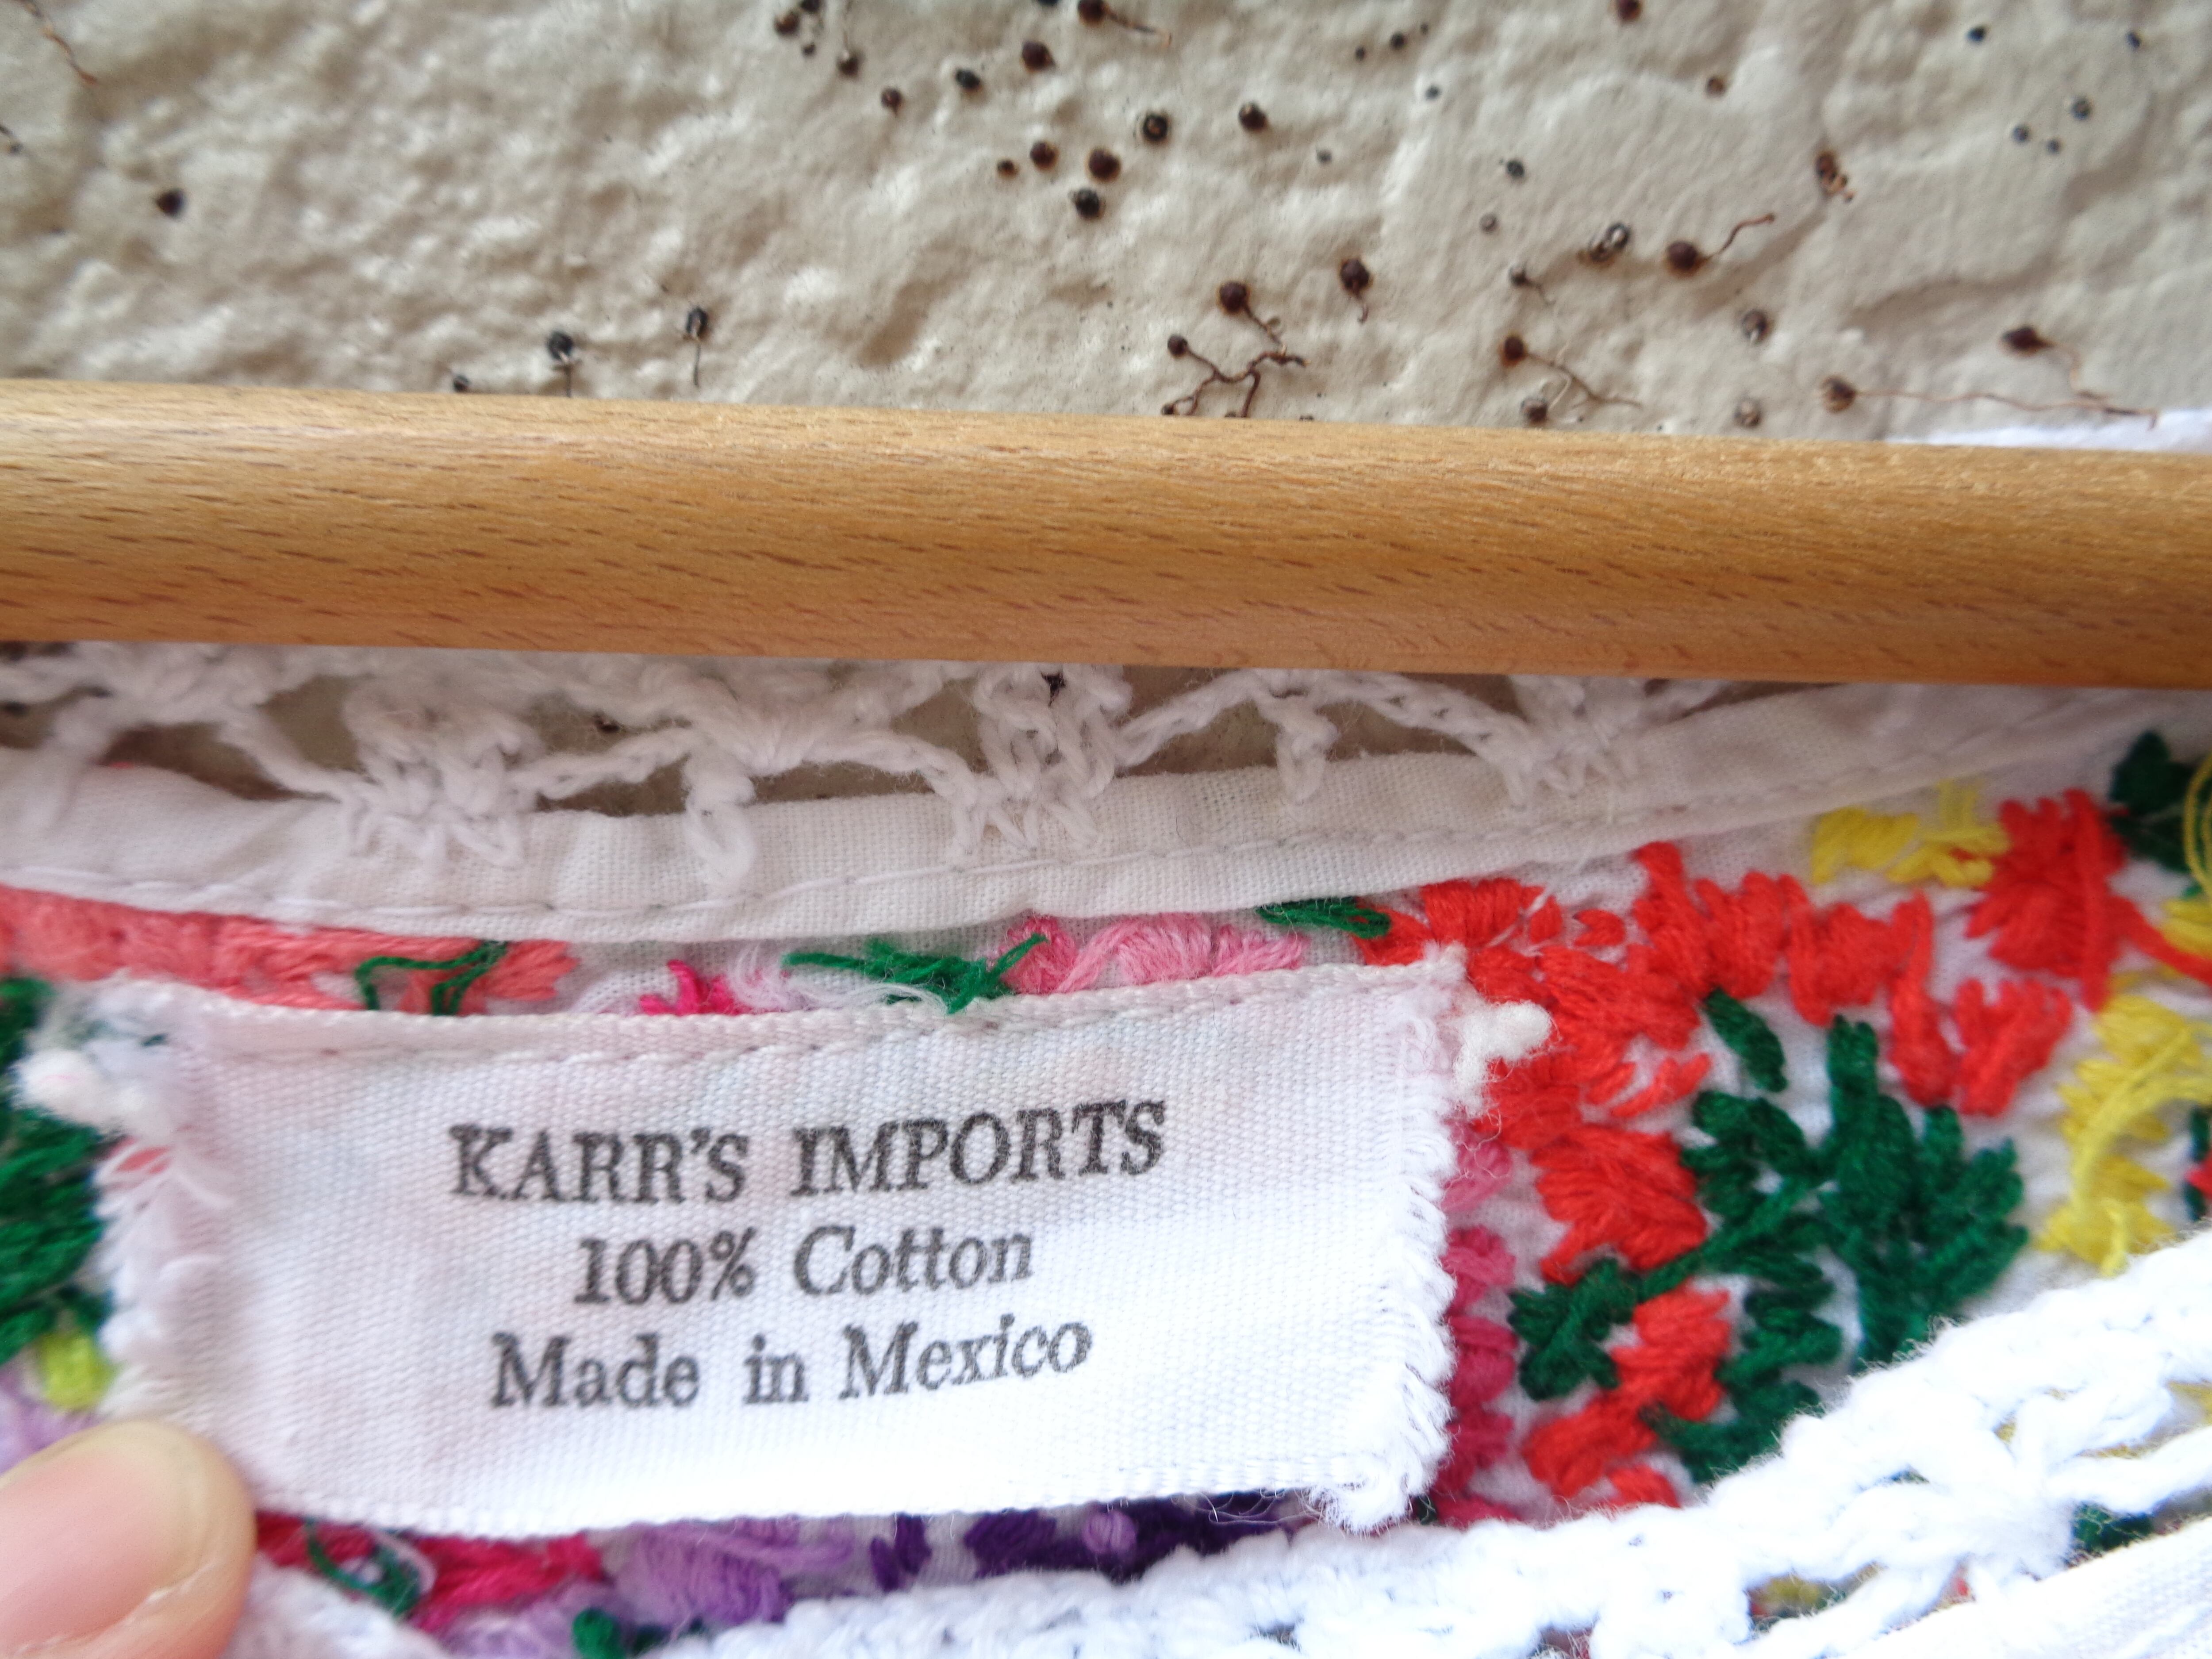 KARR'S IMPORTS
100% Cotton
Made in Mexico